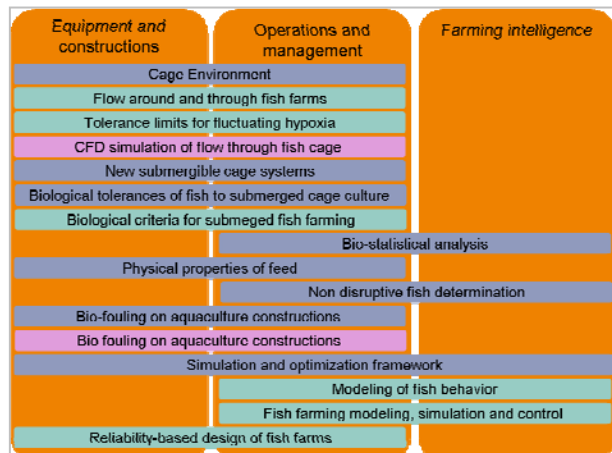 Equipment and
constructions
Operations and
management
Farming intelligence
Cage Environment
Flow around and through fish farms
Tolerance limits for fluctuating hypoxia
CFD simulation of flow through fish cage
New submergible cage systems
Biological tolerances of fish to submerged cage culture
Biological criteria for submeged fish farming
Bio-statistical analysis
Physical properties of feed
Non disruptive fish determination
Bio-fouling on aquaculture constructions
Bio fouling on aquaculture constructions
Simulation and optimization framework
Modeling of fish behavior
Fish farming modeling, simulation and control
Reliability-based design of fish farms